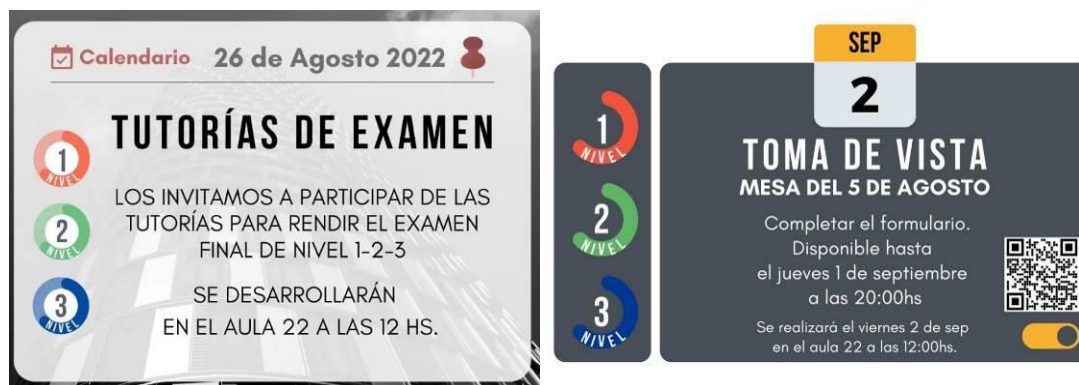 Calendario 26 de Agosto 2022
TUTORÍAS DE EXAMEN
1
NIVEL
2
NIVEL
3
NIVEL
LOS INVITAMOS A PARTICIPAR DE LAS
TUTORÍAS PARA RENDIR EL EXAMEN
FINAL DE NIVEL 1-2-3
SE DESARROLLARÁN
EN EL AULA 22 A LAS 12 HS.
SEP
2
1
NIVEL
2
NIVEL
3
NIVEL
TOMA DE VISTA
MESA DEL 5 DE AGOSTO
Completar el formulario.
Disponible hasta
el jueves 1 de septiembre
a las 20:00hs
Se realizará el viernes 2 de sep
en el aula 22 a las 12:00hs.